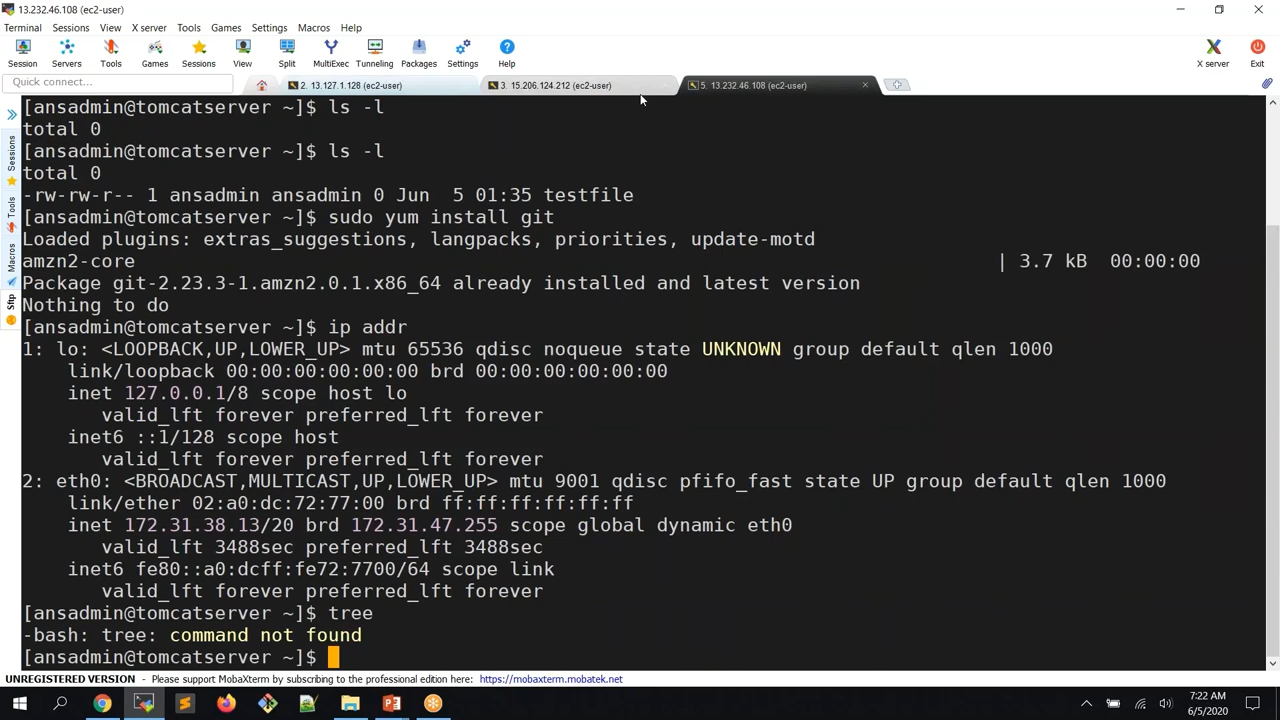 13.232.46.108 (ec2-user)
Terminal Sessions View X server Tools Games Settings Macros Help
Session Servers Tools Games Sessions View Split MultiExec Tunneling Packages Settings Help X server Exit
Quick connect...
2. 13.127.1.128 (ec2-user)
3. 15.206.124.212 (ec2-user)
5. 13.232.46.108 (ec2-user)
Sessions
Tools
Macros
Sftp
[ansadmin@tomcatserver ~]$ ls -l
total 0
[ansadmin@tomcatserver ~]$ ls -l
total 0
-rw-rw-r-- 1 ansadmin ansadmin 0 Jun  5 01:35 testfile
[ansadmin@tomcatserver ~]$ sudo yum install git
Loaded plugins: extras_suggestions, langpacks, priorities, update-motd
amzn2-core | 3.7 kB  00:00:00
Package git-2.23.3-1.amzn2.0.1.x86_64 already installed and latest version
Nothing to do
[ansadmin@tomcatserver ~]$ ip addr
1: lo: <LOOPBACK,UP,LOWER_UP> mtu 65536 qdisc noqueue state UNKNOWN group default qlen 1000
    link/loopback 00:00:00:00:00:00 brd 00:00:00:00:00:00
    inet 127.0.0.1/8 scope host lo
       valid_lft forever preferred_lft forever
    inet6 ::1/128 scope host
       valid_lft forever preferred_lft forever
2: eth0: <BROADCAST,MULTICAST,UP,LOWER_UP> mtu 9001 qdisc pfifo_fast state UP group default qlen 1000
    link/ether 02:a0:dc:72:77:00 brd ff:ff:ff:ff:ff:ff
    inet 172.31.38.13/20 brd 172.31.47.255 scope global dynamic eth0
       valid_lft 3488sec preferred_lft 3488sec
    inet6 fe80::a0:dcff:fe72:7700/64 scope link
       valid_lft forever preferred_lft forever
[ansadmin@tomcatserver ~]$ tree
-bash: tree: command not found
[ansadmin@tomcatserver ~]$
UNREGISTERED VERSION - Please support MobaXterm by subscribing to the professional edition here: https://mobaxterm.mobatek.net
7:22 AM
6/5/2020